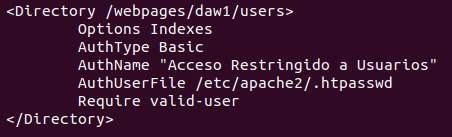 <Directory /webpages/daw1/users>
        Options Indexes
        AuthType Basic
        AuthName "Acceso Restringido a Usuarios"
        AuthUserFile /etc/apache2/.htpasswd
        Require valid-user
</Directory>